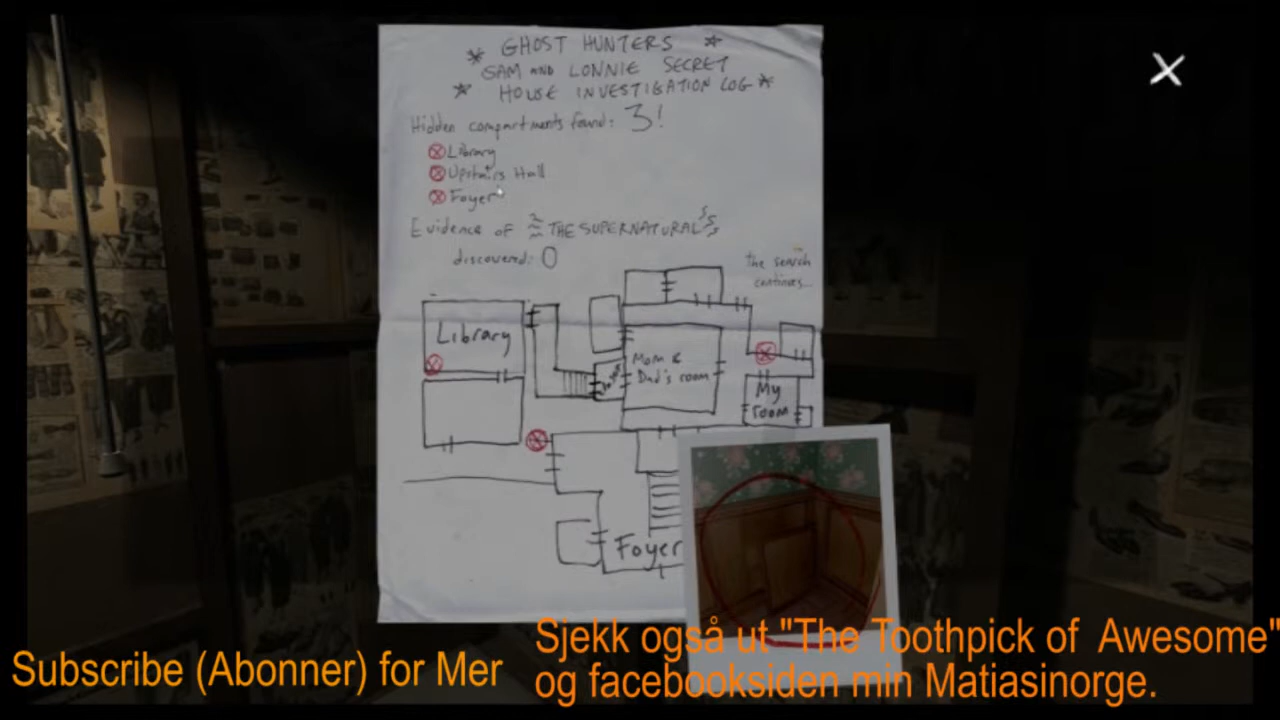 GHOST HUNTERS
SAM AND LONNIE SECRET
HOUSE INVESTIGATION LOG
Hidden compartments found: 3!
Library
Upstairs Hall
Foyer
Evidence of THE SUPERNATURAL
discovered: 0
the search
continues...
Library
Mom &
Dad's room
My
room
Foyer
Subscribe (Abonner) for Mer
Sjekk også ut "The Toothpick of Awesome"
og facebooksiden min Matiasinorge.